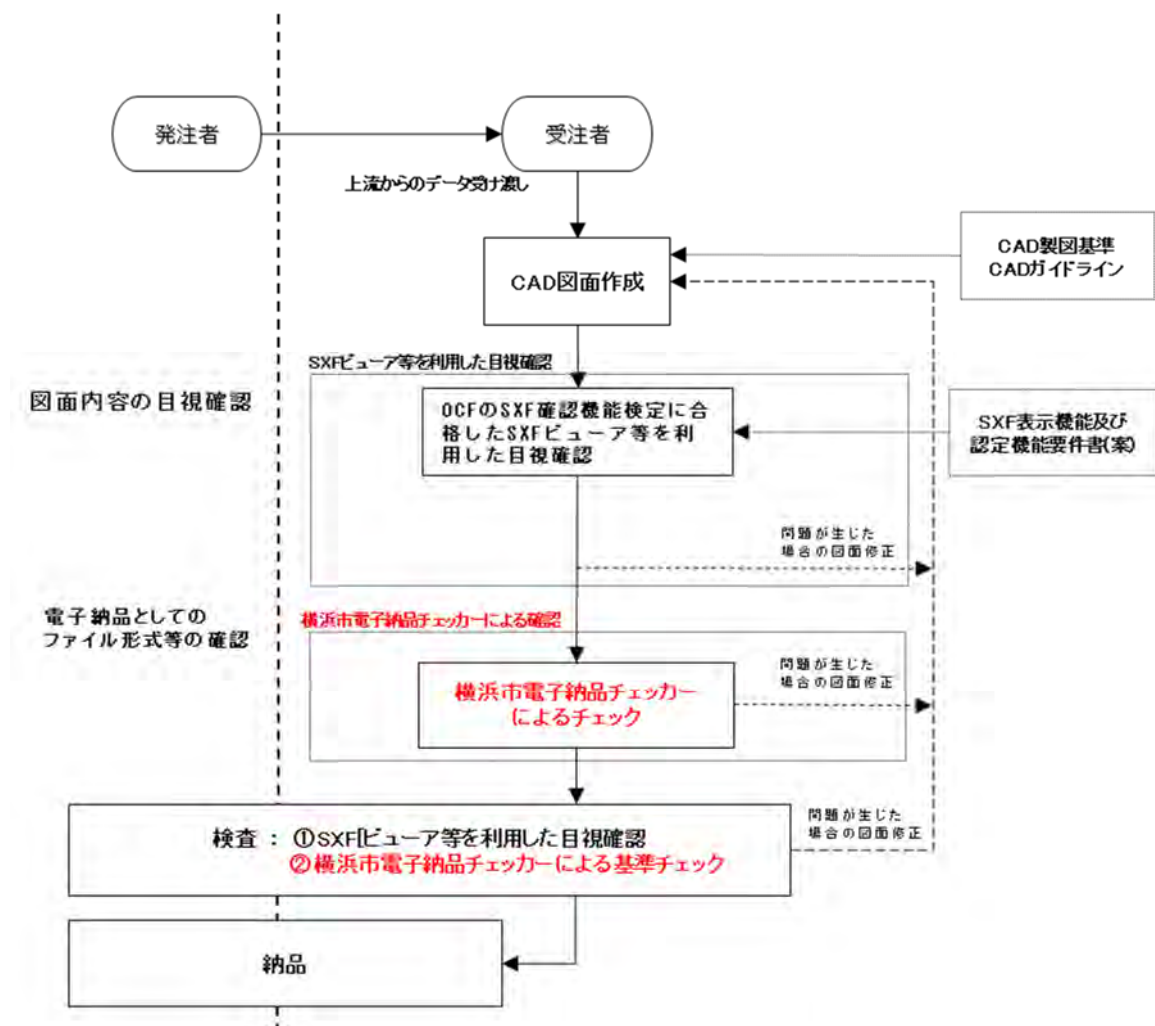 発注者
受注者
上流からのデータ受け渡し
CAD製図基準
CADガイドライン
CAD図面作成
SXFビューア等を利用した目視確認
図面内容の目視確認
OCFのSXF確認機能検定に合
格したSXFビューア等を利
用した目視確認
SXF表示機能及び
認定機能要件書(案)
問題が生じた
場合の図面修正
電子納品としての
ファイル形式等の確認
横浜市電子納品チェッカーによる確認
問題が生じた
場合の図面修正
横浜市電子納品チェッカー
によるチェック
問題が生じた
場合の図面修正
検査 : ①SXF[ビューア等を利用した目視確認
②横浜市電子納品チェッカーによる基準チェック
納品